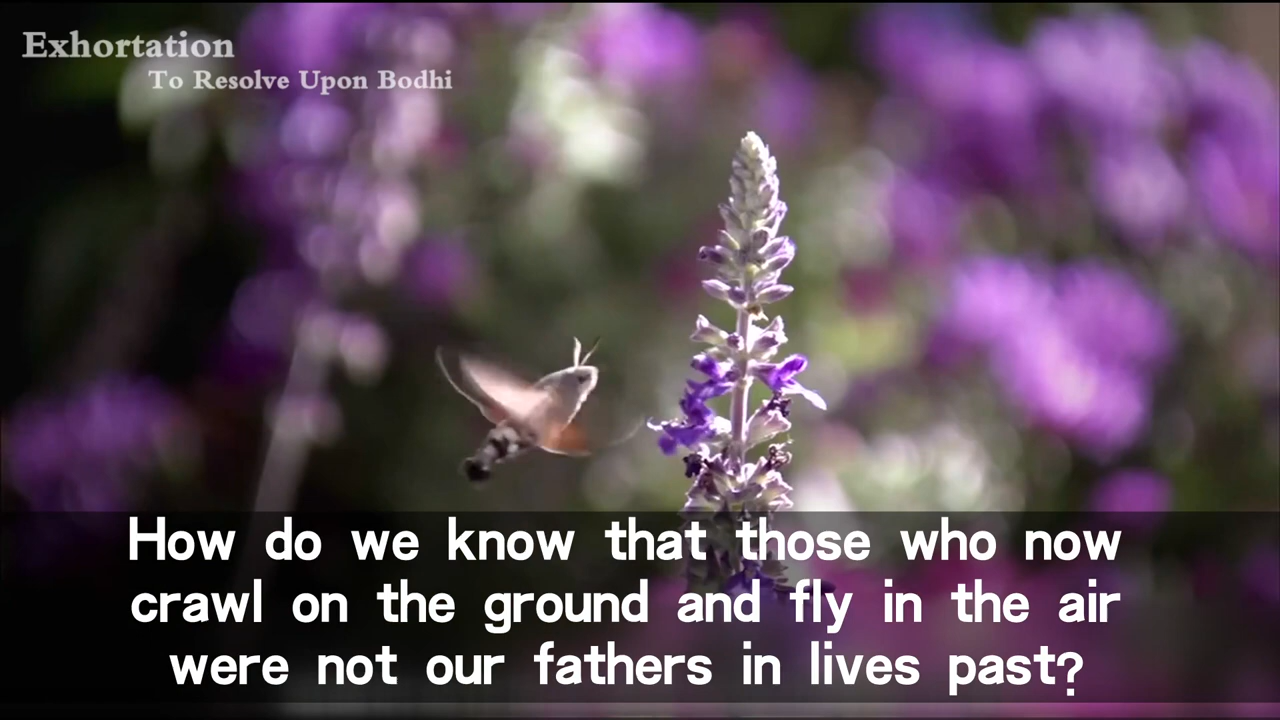 Exhortation
To Resolve Upon Bodhi
How do we know that those who now
crawl on the ground and fly in the air
were not our fathers in lives past?